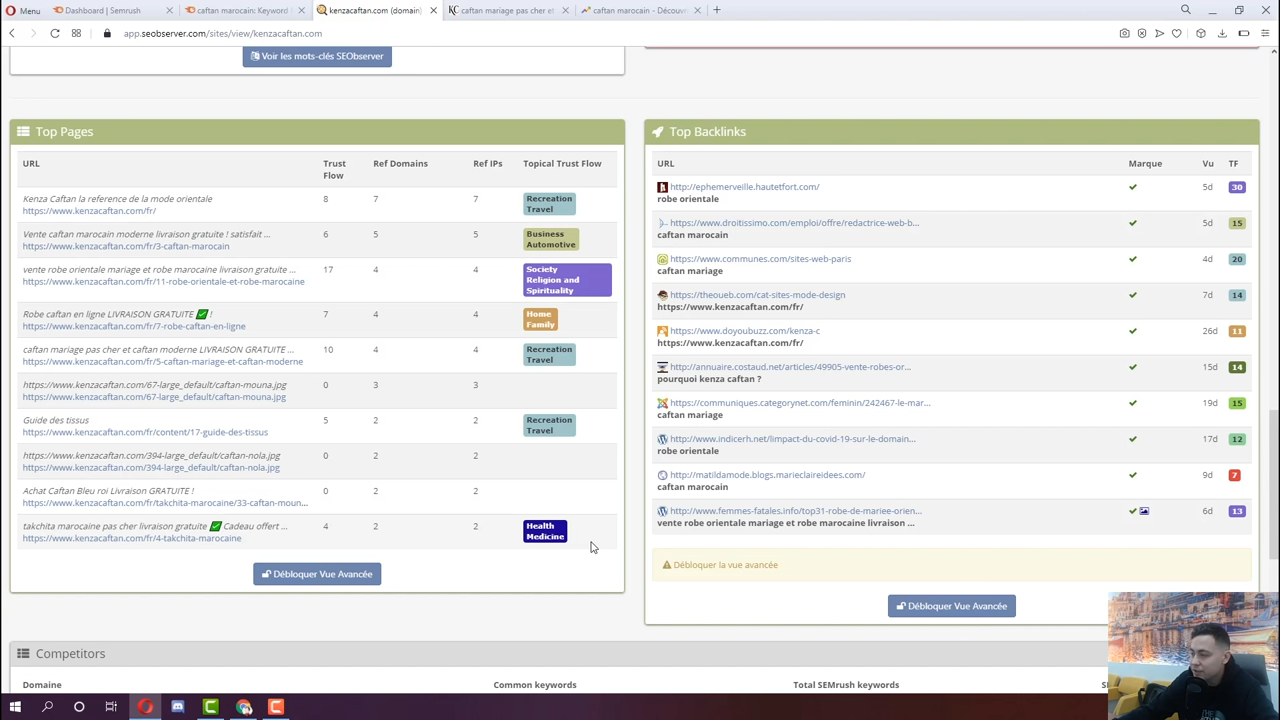 Menu
Dashboard | Semrush
caftan marocain: Keyword
kenzacaftan.com (domain)
caftan mariage pas cher et
caftan marocain - Découv
app.seobserver.com/sites/view/kenzacaftan.com
Voir les mots-clés SEObserver
Top Pages
URL
Trust
Flow
Ref Domains
Ref IPs
Topical Trust Flow
Kenza Caftan la reference de la mode orientale
https://www.kenzacaftan.com/fr/
8
7
7
Recreation
Travel
Vente caftan marocain moderne livraison gratuite ! satisfait ...
https://www.kenzacaftan.com/fr/3-caftan-marocain
6
5
5
Business
Automotive
vente robe orientale mariage et robe marocaine livraison gratuite ...
https://www.kenzacaftan.com/fr/11-robe-orientale-et-robe-marocaine
17
4
4
Society
Religion and
Spirituality
Robe caftan en ligne LIVRAISON GRATUITE ✅ !
https://www.kenzacaftan.com/fr/7-robe-caftan-en-ligne
7
4
4
Home
Family
caftan mariage pas cher et caftan moderne LIVRAISON GRATUITE ...
https://www.kenzacaftan.com/fr/5-caftan-mariage-et-caftan-moderne
10
4
4
Recreation
Travel
https://www.kenzacaftan.com/67-large_default/caftan-mouna.jpg
https://www.kenzacaftan.com/67-large_default/caftan-mouna.jpg
0
3
3
Guide des tissus
https://www.kenzacaftan.com/fr/content/17-guide-des-tissus
5
2
2
Recreation
Travel
https://www.kenzacaftan.com/394-large_default/caftan-nola.jpg
https://www.kenzacaftan.com/394-large_default/caftan-nola.jpg
0
2
2
Achat Caftan Bleu roi Livraison GRATUITE !
https://www.kenzacaftan.com/fr/takchita-marocaine/33-caftan-moun...
0
2
2
takchita marocaine pas cher livraison gratuite ✅ Cadeau offert ...
https://www.kenzacaftan.com/fr/4-takchita-marocaine
4
2
2
Health
Medicine
Débloquer Vue Avancée
Top Backlinks
URL
Marque
Vu
TF
http://ephemerveille.hautetfort.com/
robe orientale
5d
30
https://www.droitissimo.com/emploi/offre/redactrice-web-b...
caftan marocain
5d
15
https://www.communes.com/sites-web-paris
caftan mariage
4d
20
https://theoueb.com/cat-sites-mode-design
https://www.kenzacaftan.com/fr/
7d
14
https://www.doyoubuzz.com/kenza-c
https://www.kenzacaftan.com/fr/
26d
11
http://annuaire.costaud.net/articles/49905-vente-robes-or...
pourquoi kenza caftan ?
15d
14
https://communiques.categorynet.com/feminin/242467-le-mar...
caftan mariage
19d
15
http://www.indicerh.net/limpact-du-covid-19-sur-le-domain...
robe orientale
17d
12
http://matildamode.blogs.marieclaireidees.com/
caftan marocain
9d
7
http://www.femmes-fatales.info/top31-robe-de-mariee-orien...
vente robe orientale mariage et robe marocaine livraison ...
6d
13
Débloquer la vue avancée
Débloquer Vue Avancée
Competitors
Domaine
Common keywords
Total SEMrush keywords